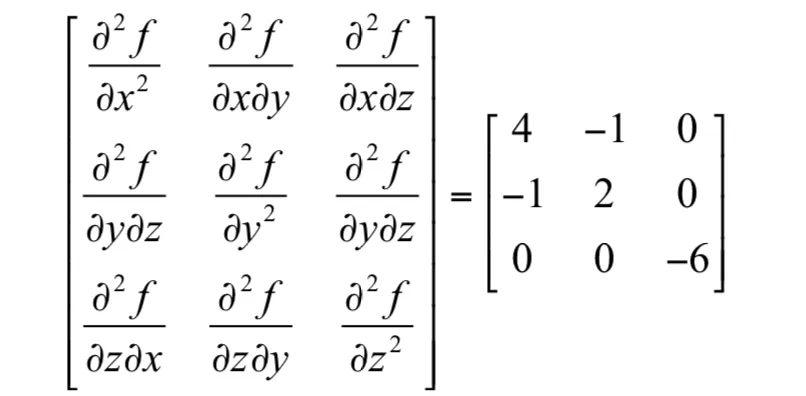 ∂²f/∂x² ∂²f/∂x∂y ∂²f/∂x∂z
∂²f/∂y∂z ∂²f/∂y² ∂²f/∂y∂z
∂²f/∂z∂x ∂²f/∂z∂y ∂²f/∂z²
=
4 −1 0
−1 2 0
0 0 −6